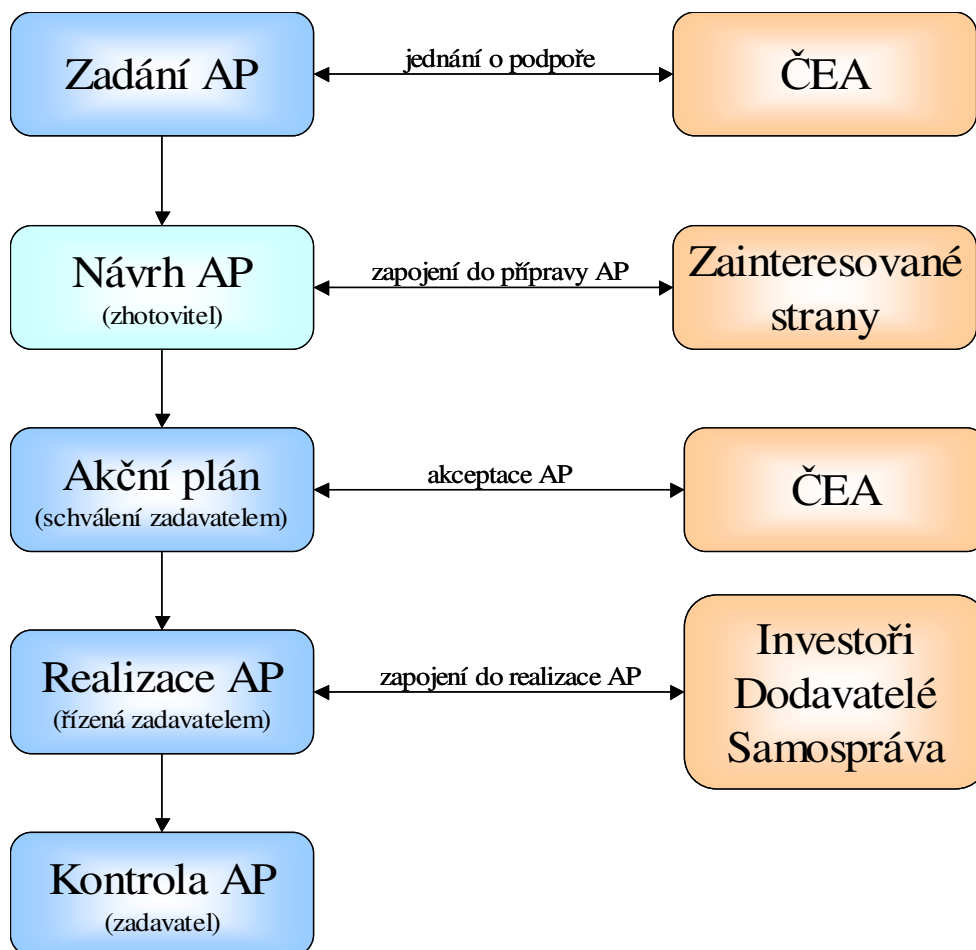 Zadání AP
jednání o podpoře
ČEA
Návrh AP
(zhotovitel)
zapojení do přípravy AP
Zainteresované
strany
Akční plán
(schválení zadavatelem)
akceptace AP
ČEA
Realizace AP
(řízená zadavatelem)
zapojení do realizace AP
Investoři
Dodavatelé
Samospráva
Kontrola AP
(zadavatel)